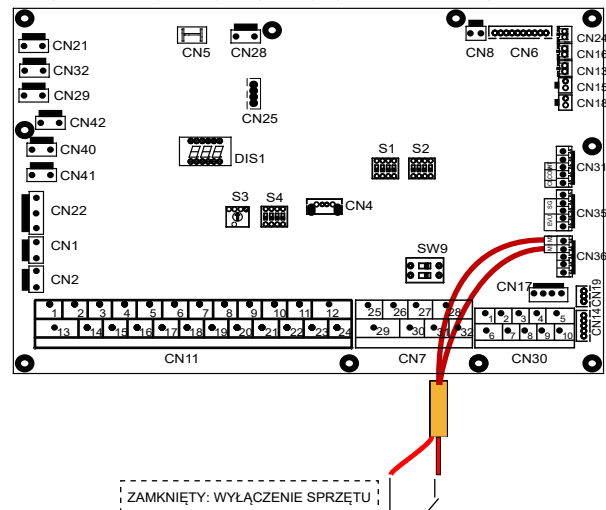 CN21
CN32
CN29
CN42
CN40
CN41
CN22
CN1
CN2
CN5
CN28
CN25
DIS1
S3
S4
CN4
S1
S2
SW9
CN8
CN6
CN24
CN16
CN13
CN15
CN18
CN31
CN35
EVU SG
CN36
M1 M2
CN17
CN19
CN14
1 2 3 4 5 6 7 8 9 10 11 12
13 14 15 16 17 18 19 20 21 22 23 24
CN11
25 26 27 28
29 30 31 32
CN7
1 2 3 4 5
6 7 8 9 10
CN30
ZAMKNIĘTY: WYŁĄCZENIE SPRZĘTU